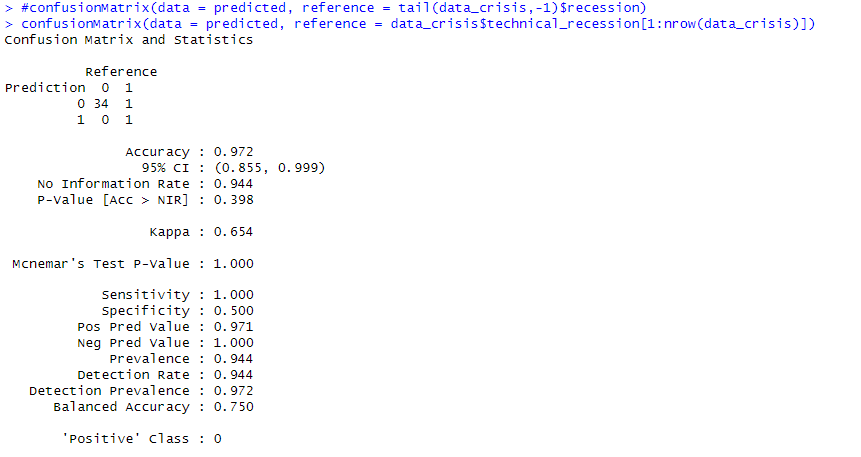 > #confusionMatrix(data = predicted, reference = tail(data_crisis,-1)$recession)
> confusionMatrix(data = predicted, reference = data_crisis$technical_recession[1:nrow(data_crisis)])
Confusion Matrix and Statistics
Reference
Prediction 0 1
0 34 1
1 0 1
Accuracy : 0.972
95% CI : (0.855, 0.999)
No Information Rate : 0.944
P-Value [Acc > NIR] : 0.398
Kappa : 0.654
Mcnemar's Test P-Value : 1.000
Sensitivity : 1.000
Specificity : 0.500
Pos Pred Value : 0.971
Neg Pred Value : 1.000
Prevalence : 0.944
Detection Rate : 0.944
Detection Prevalence : 0.972
Balanced Accuracy : 0.750
'Positive' Class : 0